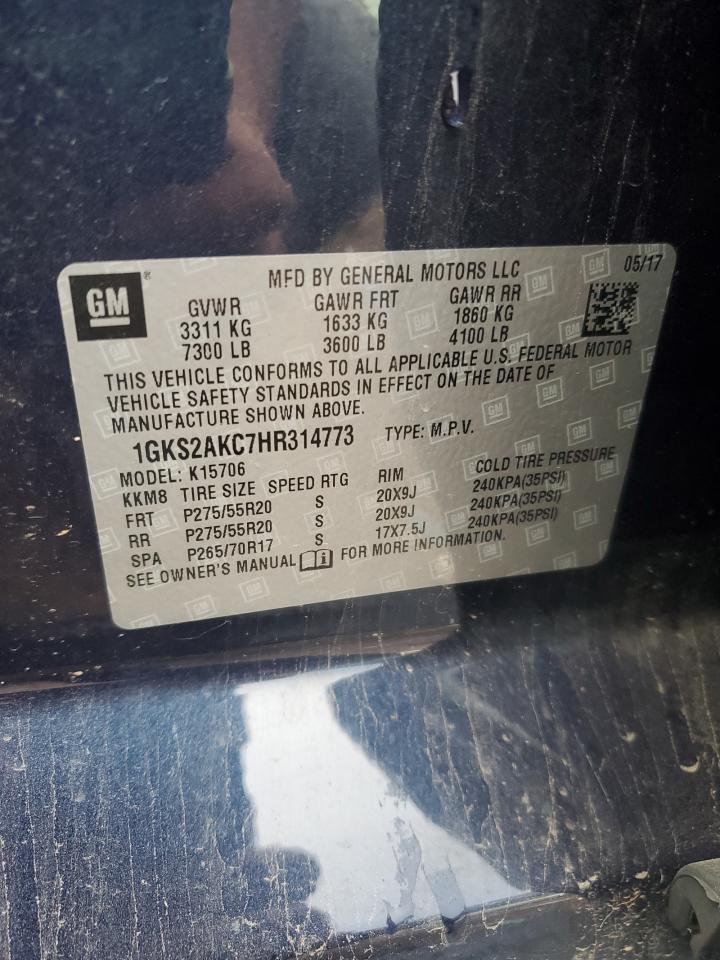 GM ®
MFD BY GENERAL MOTORS LLC 05/17
GVWR GAWR FRT GAWR RR
3311 KG 1633 KG 1860 KG
7300 LB 3600 LB 4100 LB
THIS VEHICLE CONFORMS TO ALL APPLICABLE U.S. FEDERAL MOTOR
VEHICLE SAFETY STANDARDS IN EFFECT ON THE DATE OF
MANUFACTURE SHOWN ABOVE.
1GKS2AKC7HR314773 TYPE: M.P.V.
MODEL: K15706
KKM8 TIRE SIZE SPEED RTG RIM COLD TIRE PRESSURE
FRT P275/55R20 S 20X9J 240KPA(35PSI)
RR P275/55R20 S 20X9J 240KPA(35PSI)
SPA P265/70R17 S 17X7.5J 240KPA(35PSI)
SEE OWNER'S MANUAL i FOR MORE INFORMATION.